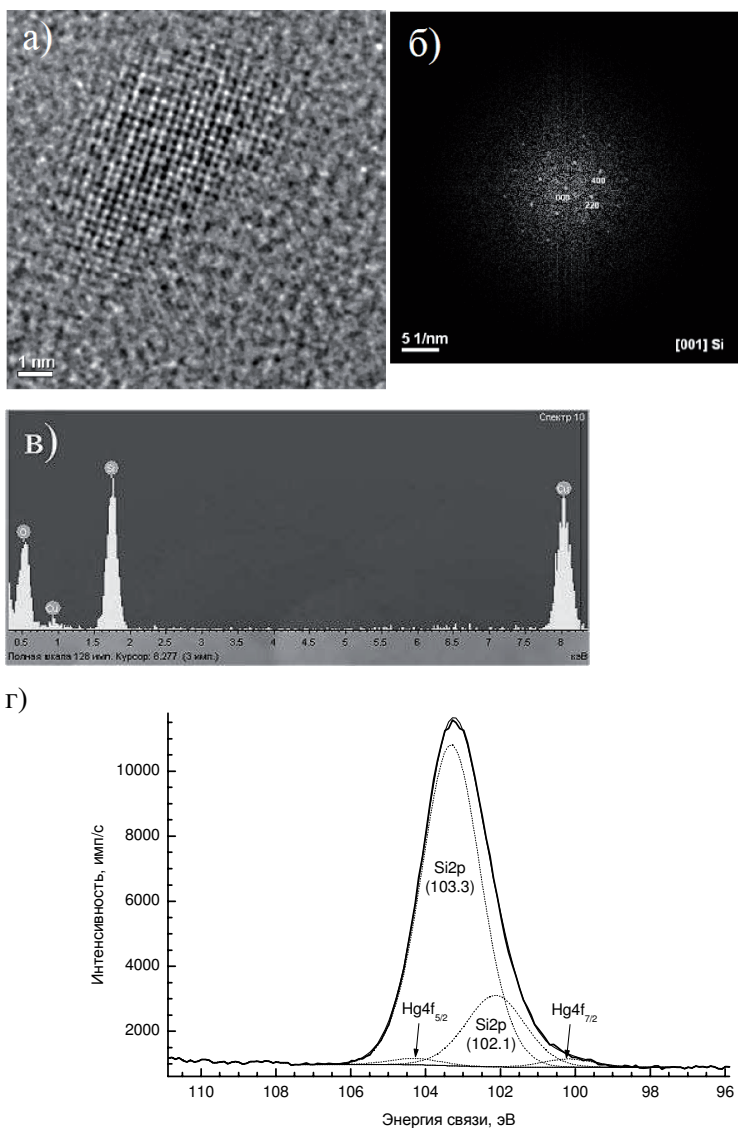 а)
1 nm
б)
400
000
220
5 1/nm
[001] Si
в)
Спектр 10
O
Cu
Si
Cu
0.5 1 1.5 2 2.5 3 3.5 4 4.5 5 5.5 6 6.5 7 7.5 8
Полная шкала 128 имп. Курсор: 8.277 (3 имп.) кэВ
г)
Интенсивность, имп/с
10000
8000
6000
4000
2000
Si2p
(103.3)
Hg4f5/2
Si2p
(102.1)
Hg4f7/2
110 108 106 104 102 100 98 96
Энергия связи, эВ